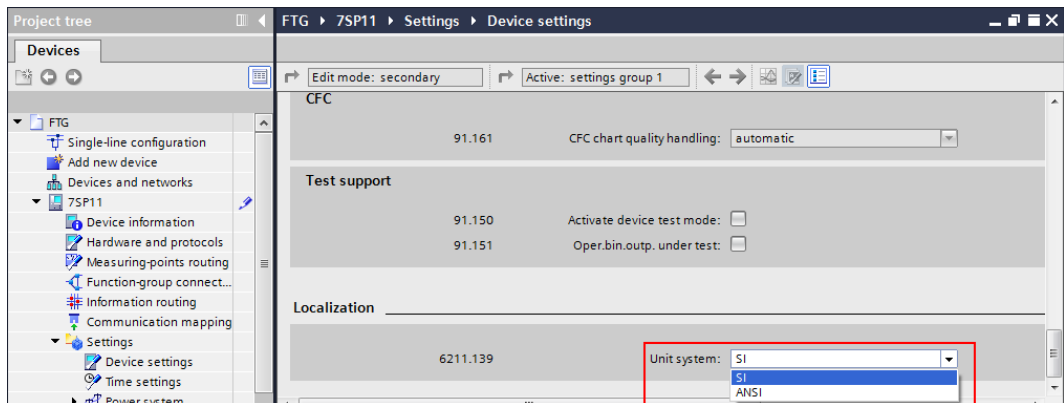 Project tree
FTG ▸ 7SP11 ▸ Settings ▸ Device settings
Devices
Edit mode: secondary
Active: settings group 1
FTG
Single-line configuration
Add new device
Devices and networks
7SP11
Device information
Hardware and protocols
Measuring-points routing
Function-group connect...
Information routing
Communication mapping
Settings
Device settings
Time settings
Power system
CFC
91.161 CFC chart quality handling: automatic
Test support
91.150 Activate device test mode:
91.151 Oper.bin.outp. under test:
Localization
6211.139 Unit system: SI
SI
ANSI